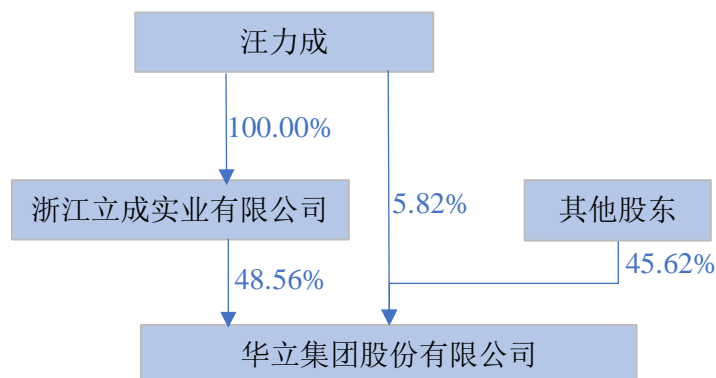 汪力成
100.00%
浙江立成实业有限公司
5.82%
其他股东
48.56%
45.62%
华立集团股份有限公司